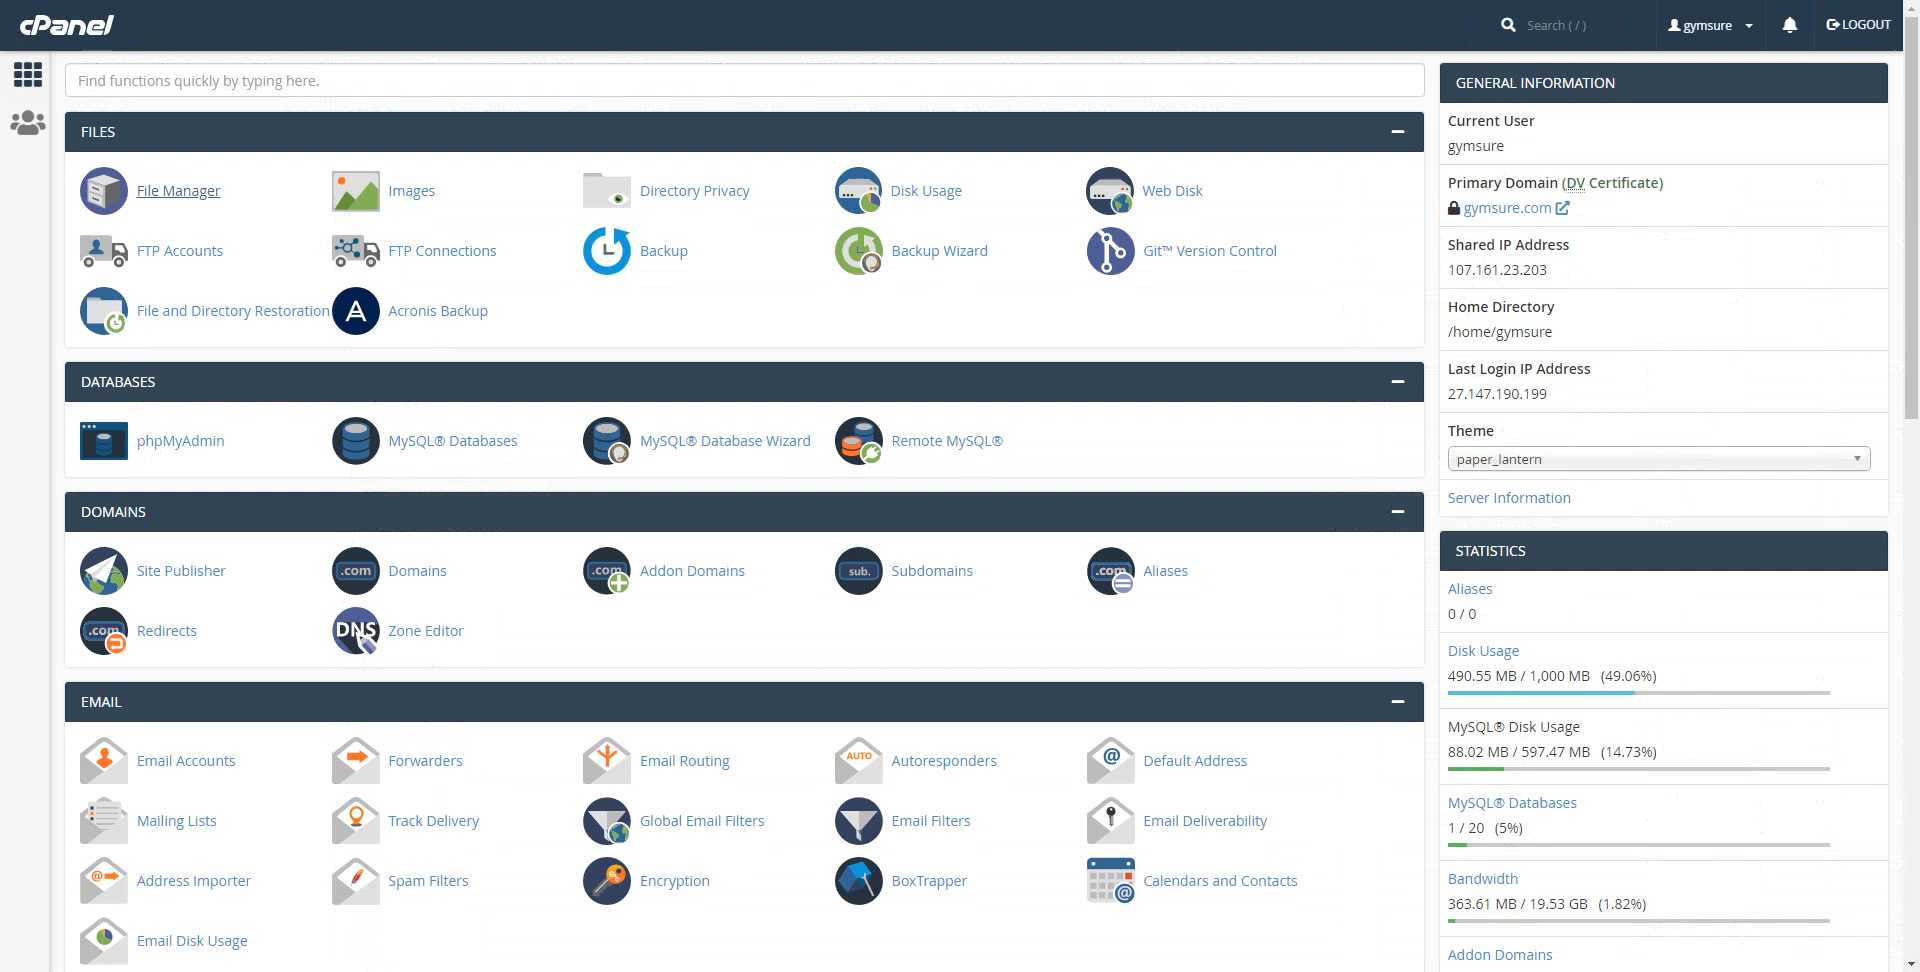 cPanel
Search ( / )
gymsure
LOGOUT
Find functions quickly by typing here.
FILES
File Manager
Images
Directory Privacy
Disk Usage
Web Disk
FTP Accounts
FTP Connections
Backup
Backup Wizard
Git™ Version Control
File and Directory Restoration
Acronis Backup
DATABASES
phpMyAdmin
MySQL® Databases
MySQL® Database Wizard
Remote MySQL®
DOMAINS
.com
.com
sub.
.com
Site Publisher
Domains
Addon Domains
Subdomains
Aliases
.com
DNS
Redirects
Zone Editor
EMAIL
AUTO
@
Email Accounts
Forwarders
Email Routing
Autoresponders
Default Address
Mailing Lists
Track Delivery
Global Email Filters
Email Filters
Email Deliverability
@
@
Address Importer
Spam Filters
Encryption
BoxTrapper
Calendars and Contacts
Email Disk Usage
GENERAL INFORMATION
Current User
gymsure
Primary Domain (DV Certificate)
gymsure.com
Shared IP Address
107.161.23.203
Home Directory
/home/gymsure
Last Login IP Address
27.147.190.199
Theme
paper_lantern
Server Information
STATISTICS
Aliases
0 / 0
Disk Usage
490.55 MB / 1,000 MB (49.06%)
MySQL® Disk Usage
88.02 MB / 597.47 MB (14.73%)
MySQL® Databases
1 / 20 (5%)
Bandwidth
363.61 MB / 19.53 GB (1.82%)
Addon Domains